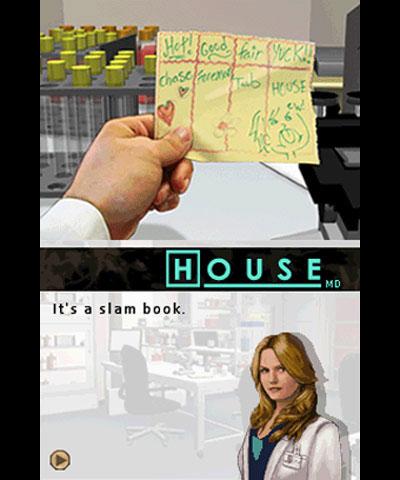 Hot! Good fair YUCK!!
chase Foreman Taub HOUSE
ew!
HOUSE MD
It's a slam book.